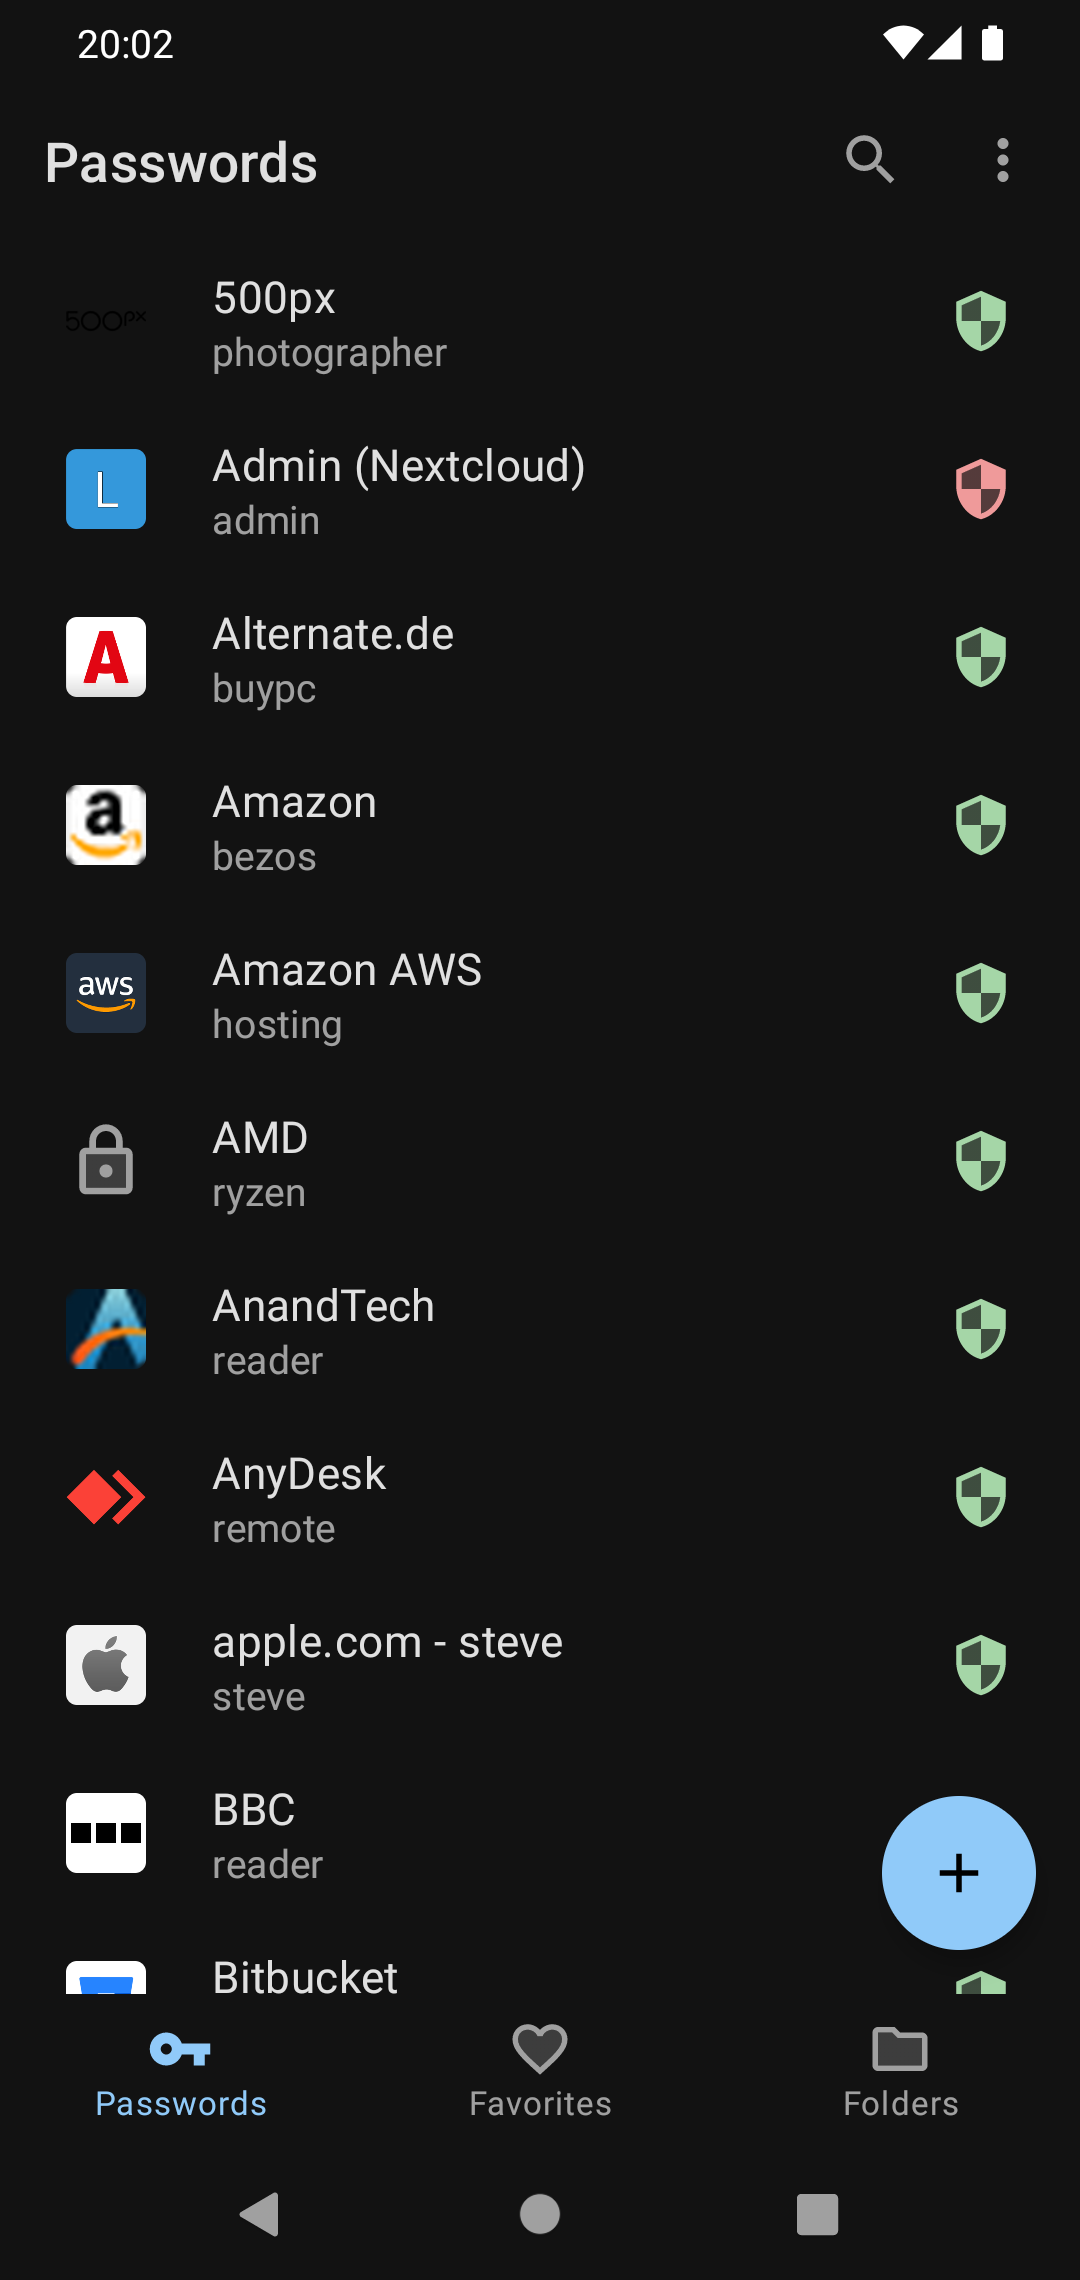 20:02
Passwords
500px
500px
photographer
L
Admin (Nextcloud)
admin
A
Alternate.de
buypc
a
Amazon
bezos
aws
Amazon AWS
hosting
AMD
ryzen
AnandTech
reader
AnyDesk
remote
apple.com - steve
steve
BBC
reader
Bitbucket
Passwords
Favorites
Folders